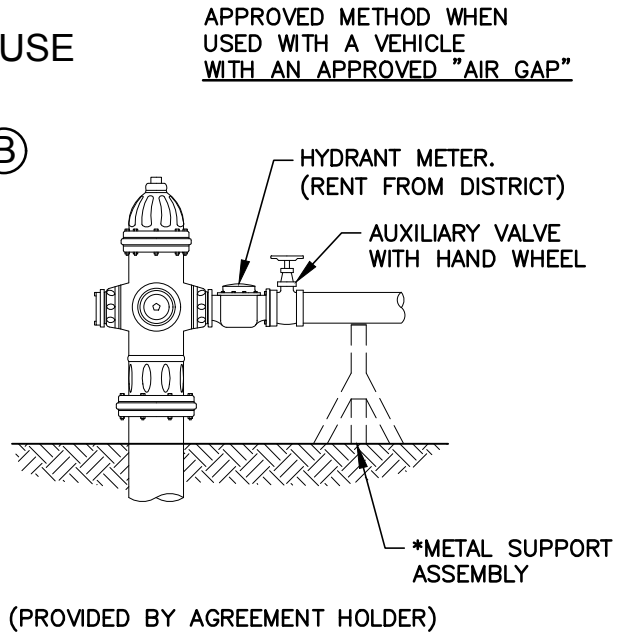 USE
APPROVED METHOD WHEN
USED WITH A VEHICLE
WITH AN APPROVED "AIR GAP"
B
HYDRANT METER.
(RENT FROM DISTRICT)
AUXILIARY VALVE
WITH HAND WHEEL
*METAL SUPPORT
ASSEMBLY
(PROVIDED BY AGREEMENT HOLDER)